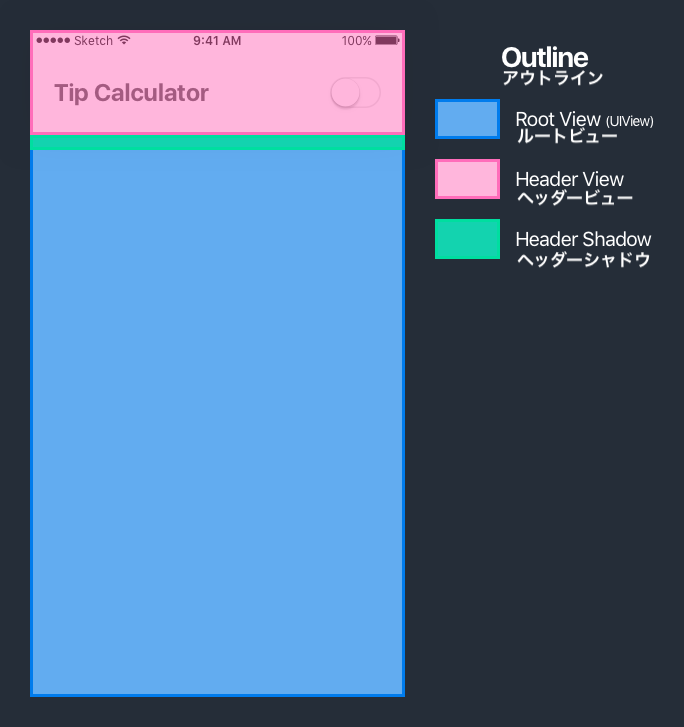 Sketch 9:41 AM 100%
Tip Calculator
Outline
アウトライン
Root View (UIView)
ルートビュー
Header View
ヘッダービュー
Header Shadow
ヘッダーシャドウ